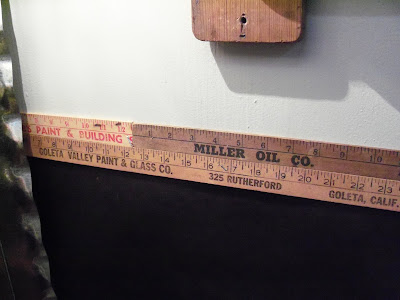 PAINT & BUILDING
MILLER OIL CO.
GOLETA VALLEY PAINT & GLASS CO. 325 RUTHERFORD GOLETA, CALIF.